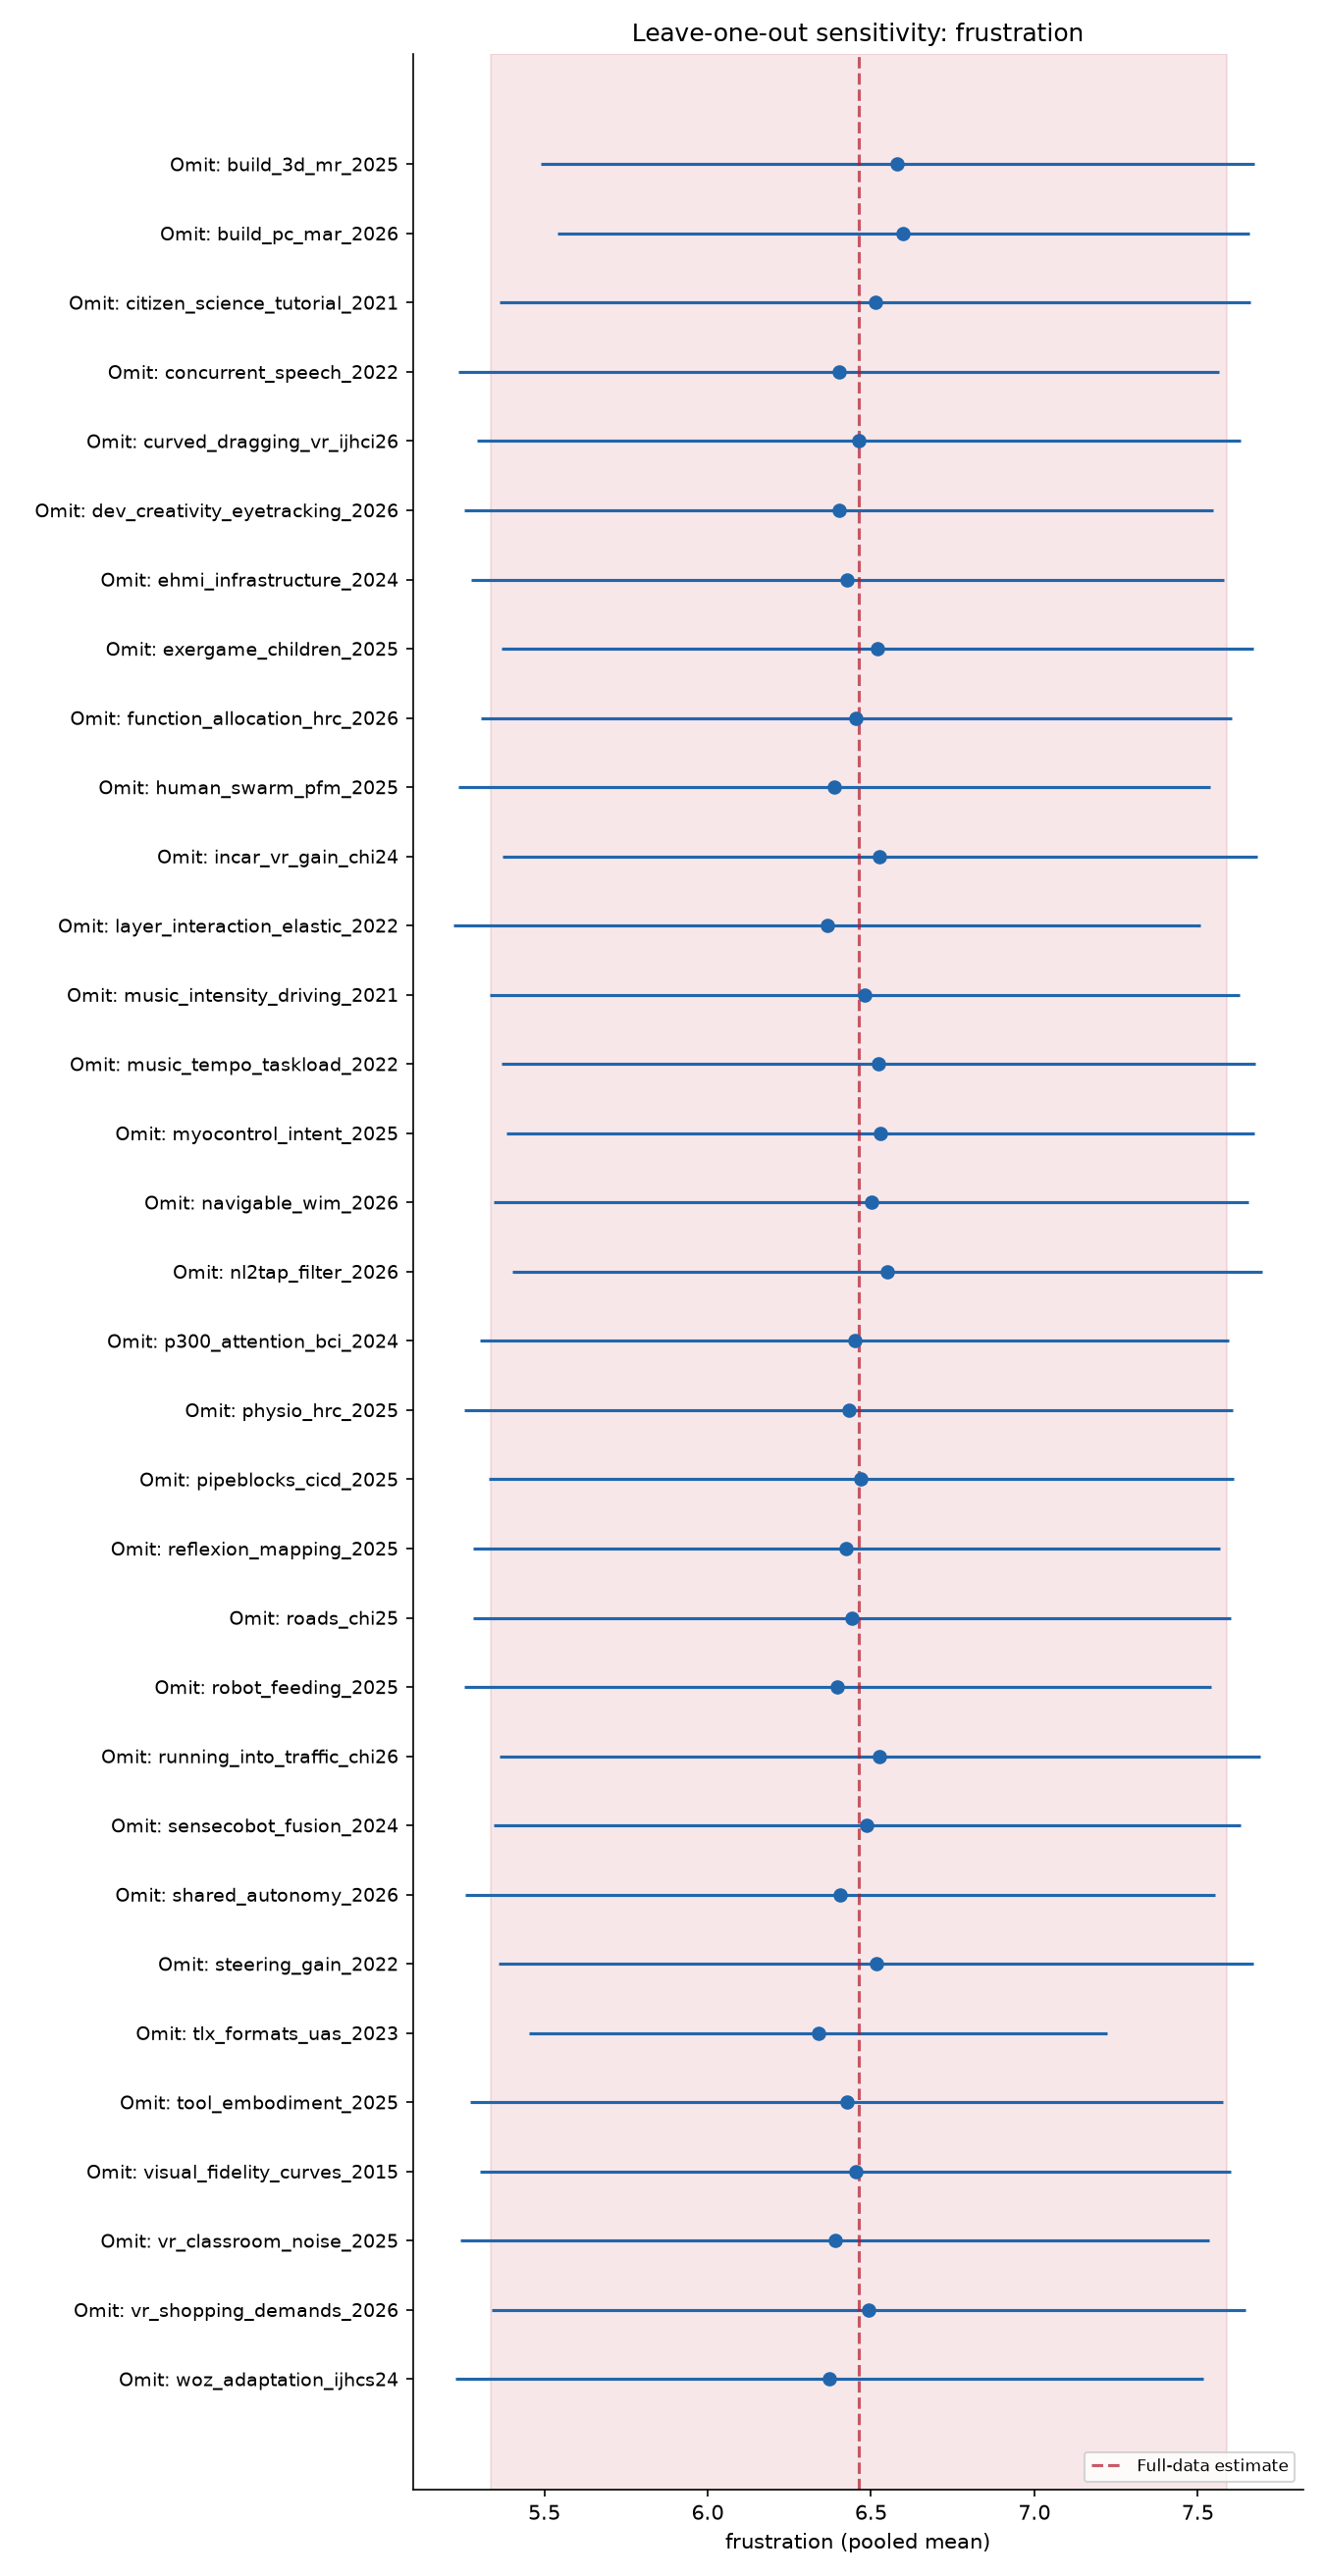 Leave-one-out sensitivity: frustration
Omit: build_3d_mr_2025
Omit: build_pc_mar_2026
Omit: citizen_science_tutorial_2021
Omit: concurrent_speech_2022
Omit: curved_dragging_vr_ijhci26
Omit: dev_creativity_eyetracking_2026
Omit: ehmi_infrastructure_2024
Omit: exergame_children_2025
Omit: function_allocation_hrc_2026
Omit: human_swarm_pfm_2025
Omit: incar_vr_gain_chi24
Omit: layer_interaction_elastic_2022
Omit: music_intensity_driving_2021
Omit: music_tempo_taskload_2022
Omit: myocontrol_intent_2025
Omit: navigable_wim_2026
Omit: nl2tap_filter_2026
Omit: p300_attention_bci_2024
Omit: physio_hrc_2025
Omit: pipeblocks_cicd_2025
Omit: reflexion_mapping_2025
Omit: roads_chi25
Omit: robot_feeding_2025
Omit: running_into_traffic_chi26
Omit: sensecobot_fusion_2024
Omit: shared_autonomy_2026
Omit: steering_gain_2022
Omit: tlx_formats_uas_2023
Omit: tool_embodiment_2025
Omit: visual_fidelity_curves_2015
Omit: vr_classroom_noise_2025
Omit: vr_shopping_demands_2026
Omit: woz_adaptation_ijhcs24
Full-data estimate
5.5 6.0 6.5 7.0 7.5
frustration (pooled mean)